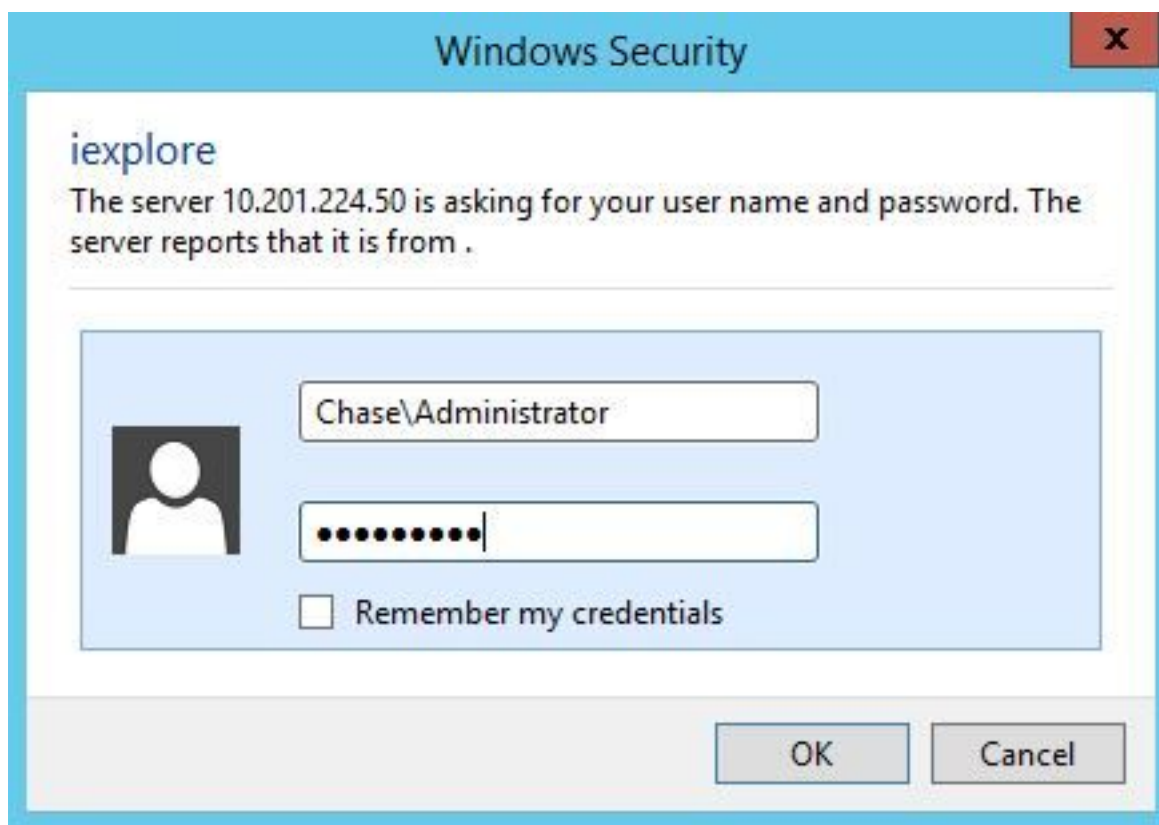 Windows Security
x
iexplore
The server 10.201.224.50 is asking for your user name and password. The
server reports that it is from .
Chase\Administrator
•••••••••
Remember my credentials
OK
Cancel